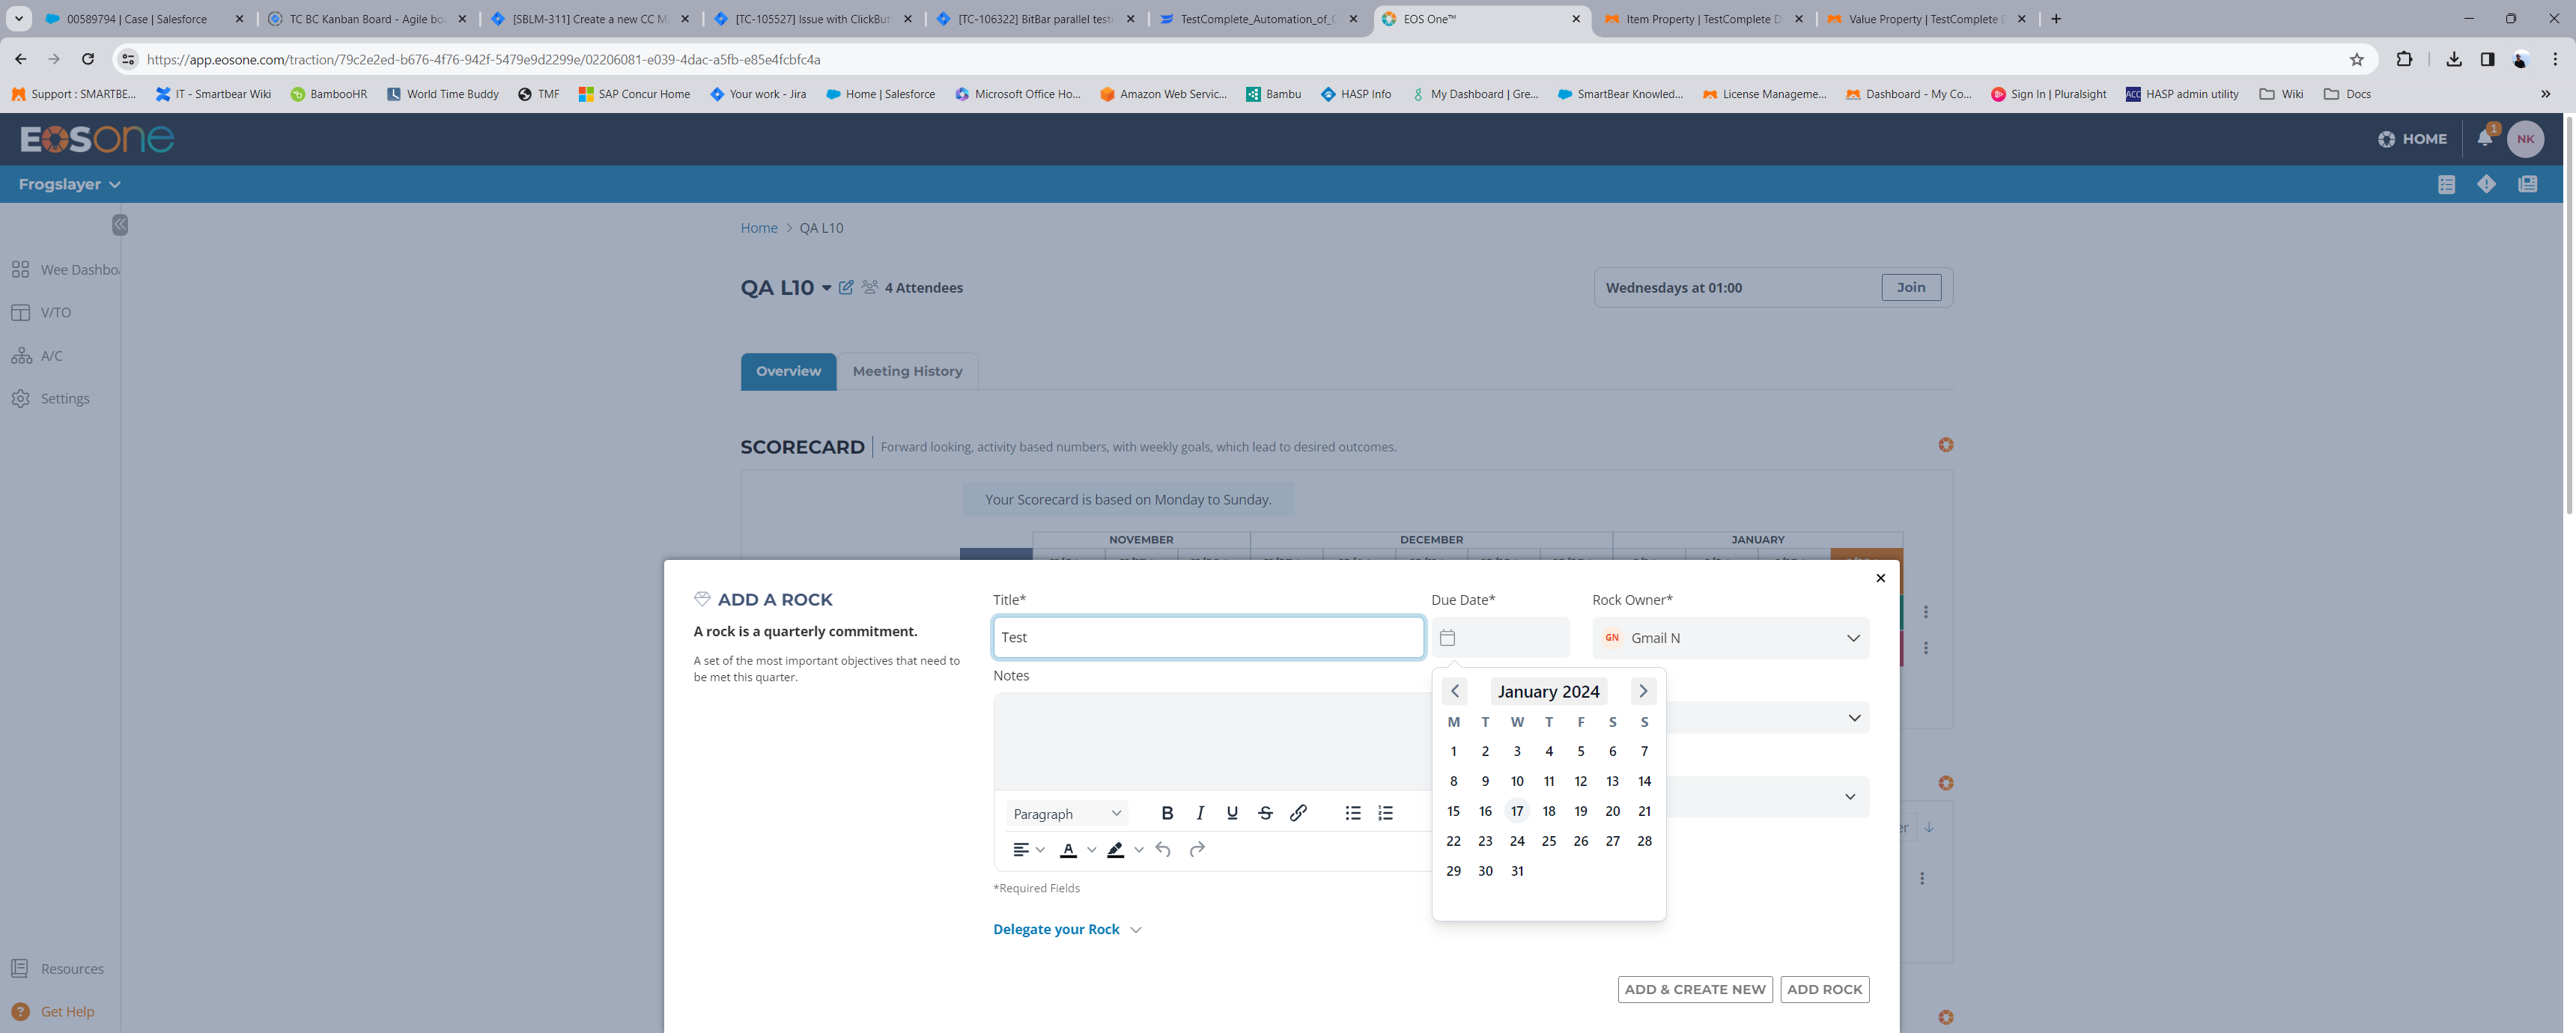 00589794 | Case | Salesforce
TC BC Kanban Board - Agile bo
[SBLM-311] Create a new CC M
[TC-105527] Issue with ClickBut
[TC-106322] BitBar parallel testi
TestComplete_Automation_of_C
EOS One™
Item Property | TestComplete D
Value Property | TestComplete D
https://app.eosone.com/traction/79c2e2ed-b676-4f76-942f-5479e9d2299e/02206081-e039-4dac-a5fb-e85e4fcbfc4a
Support : SMARTBE...
IT - Smartbear Wiki
BambooHR
World Time Buddy
TMF
SAP Concur Home
Your work - Jira
Home | Salesforce
Microsoft Office Ho...
Amazon Web Servic...
Bambu
HASP Info
My Dashboard | Gre...
SmartBear Knowled...
License Manageme...
Dashboard - My Co...
Sign In | Pluralsight
ACC
HASP admin utility
Wiki
Docs
EOSone
HOME
1
NK
Frogslayer
Home > QA L10
Wee Dashbo
V/TO
A/C
Settings
QA L10
4 Attendees
Wednesdays at 01:00
Join
Overview
Meeting History
SCORECARD
Forward looking, activity based numbers, with weekly goals, which lead to desired outcomes.
Your Scorecard is based on Monday to Sunday.
NOVEMBER DECEMBER JANUARY
ADD A ROCK
A rock is a quarterly commitment.
A set of the most important objectives that need to
be met this quarter.
Title*
Test
Due Date*
Rock Owner*
GN
Gmail N
Notes
January 2024
M T W T F S S
1 2 3 4 5 6 7
8 9 10 11 12 13 14
15 16 17 18 19 20 21
22 23 24 25 26 27 28
29 30 31
Paragraph
B I U S
A
*Required Fields
Delegate your Rock
ADD & CREATE NEW
ADD ROCK
er
Resources
? Get Help